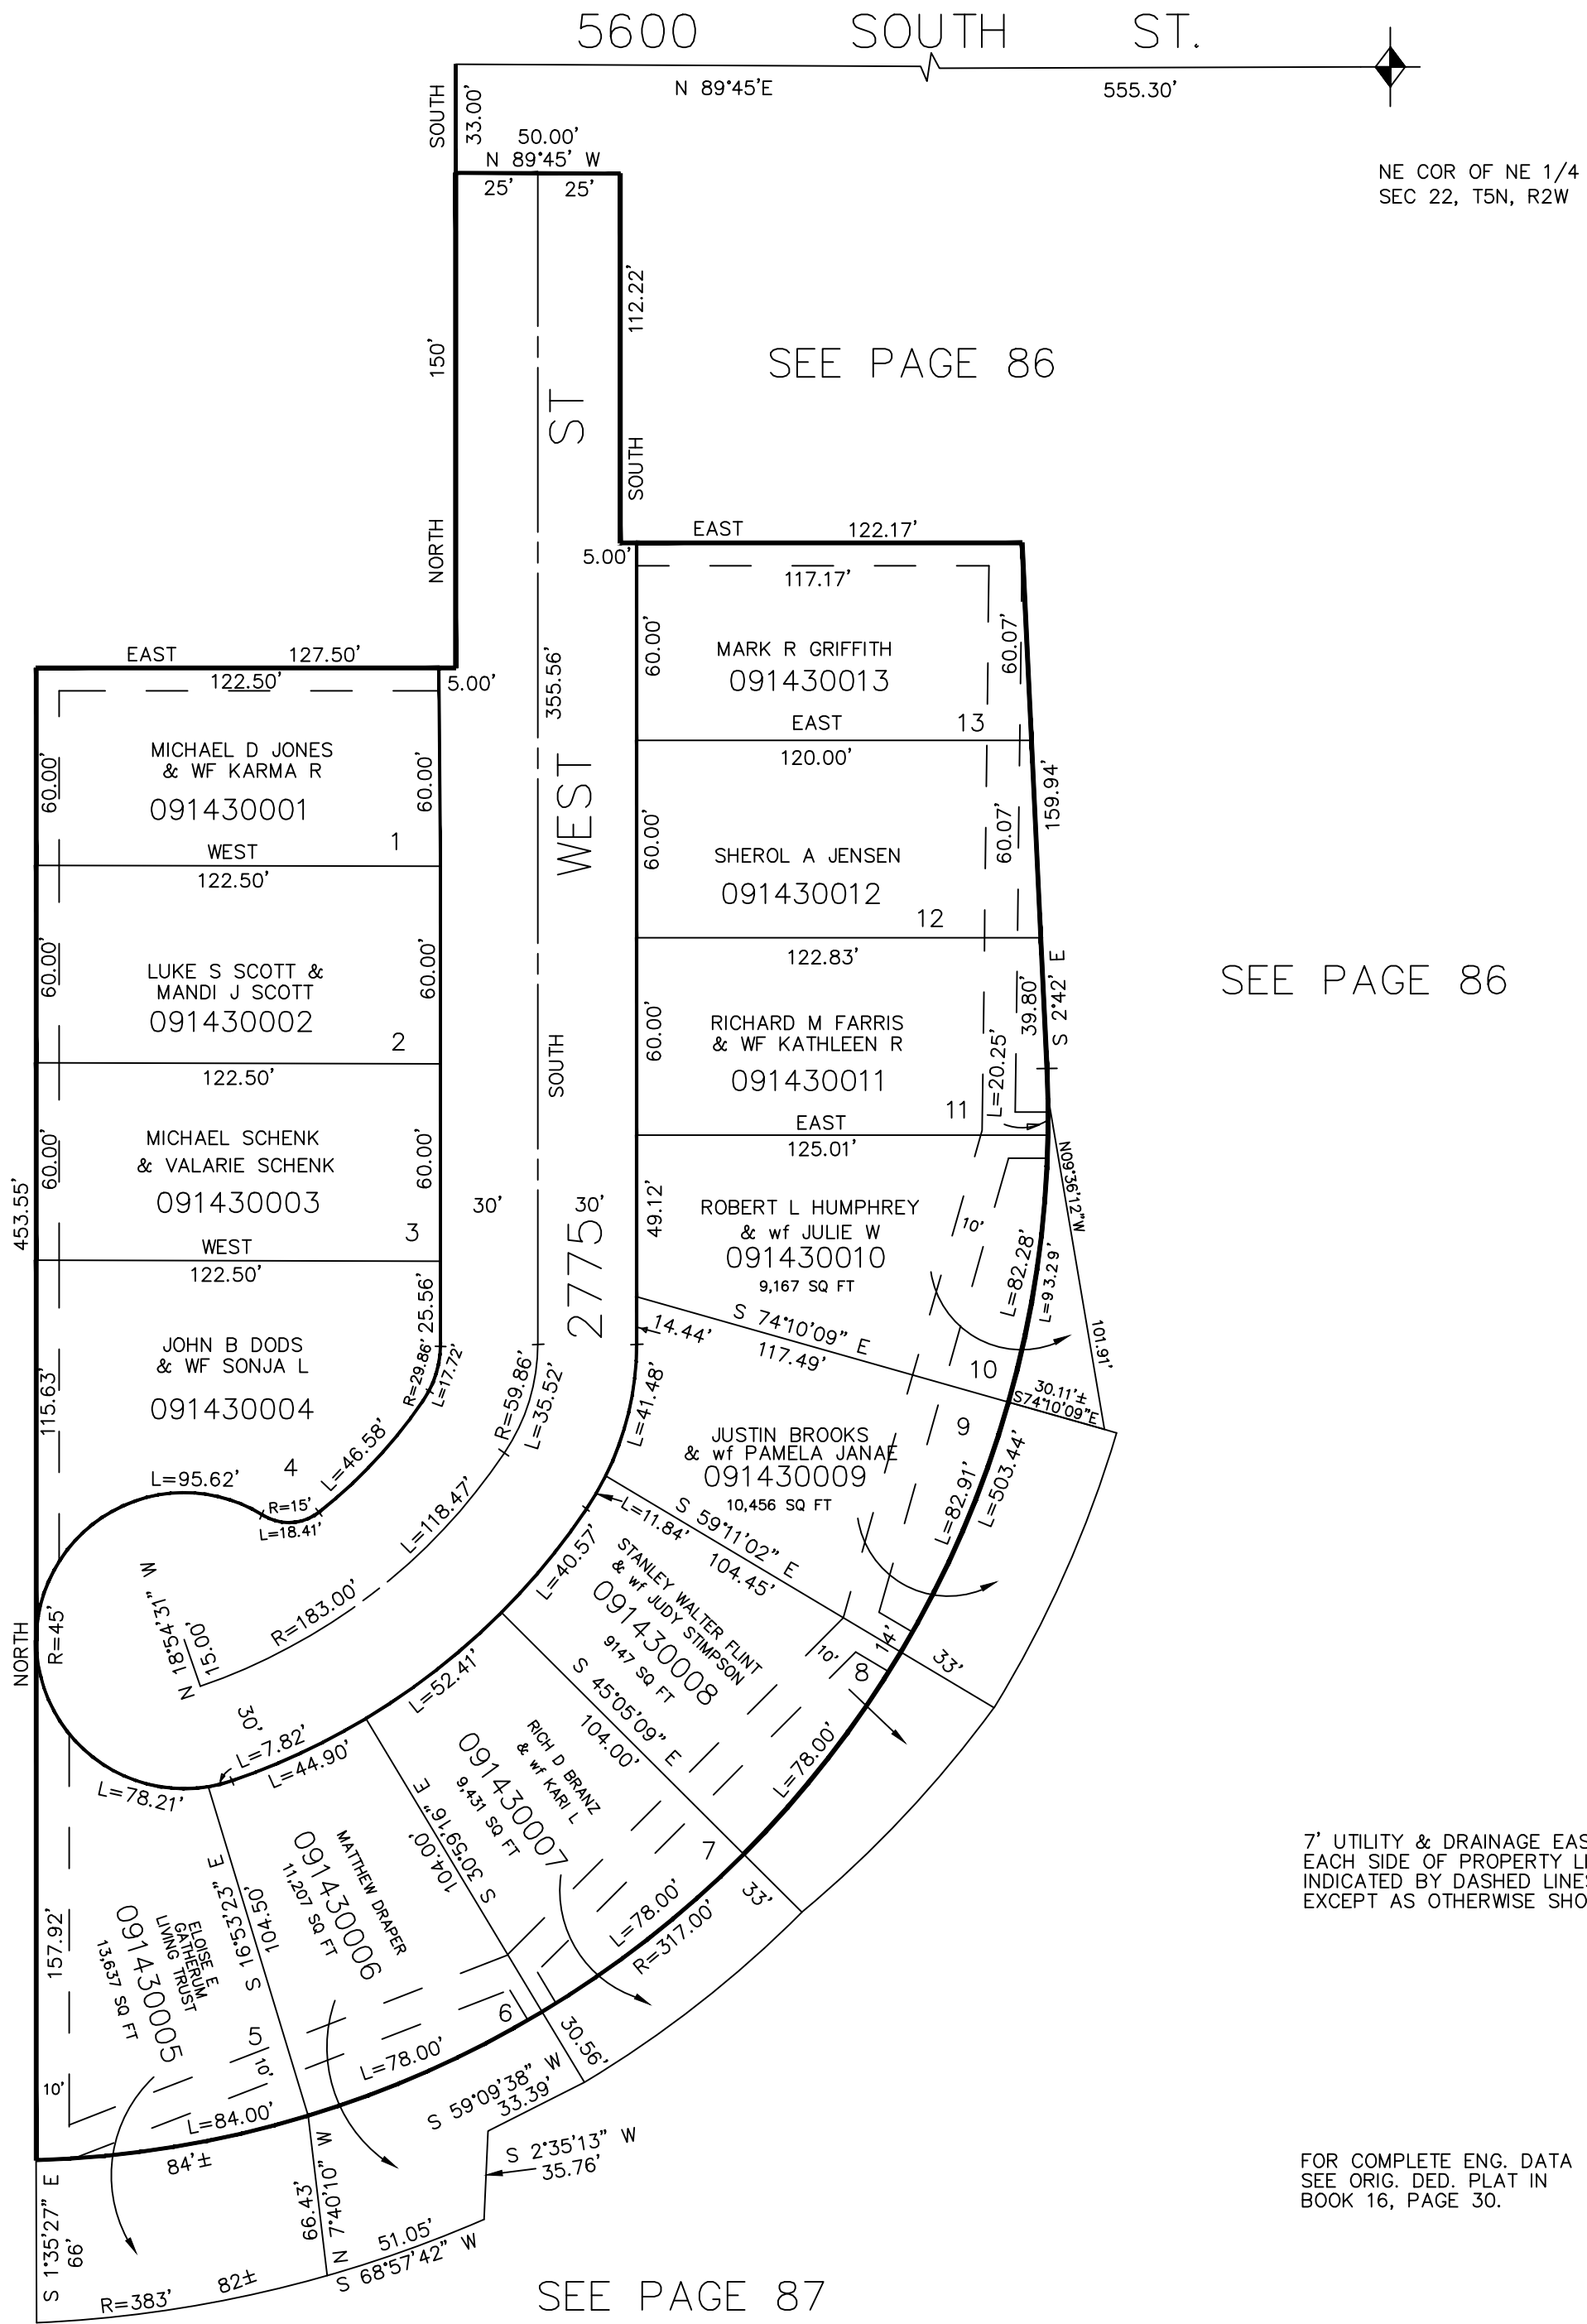 5600 SOUTH ST.
N 89°45'E
555.30'
SOUTH
33.00'
50.00'
N 89°45' W
25'
25'
NE COR OF NE 1/4
SEC 22, T5N, R2W
150'
NORTH
112.22'
SOUTH
SEE PAGE 86
ST
WEST
2775
355.56'
SOUTH
30'
30'
EAST
122.17'
5.00'
117.17'
60.00'
60.07'
MARK R GRIFFITH
091430013
EAST
13
120.00'
159.94'
60.00'
60.07'
SHEROL A JENSEN
091430012
12
122.83'
S 2°42' E
39.80'
60.00'
RICHARD M FARRIS
& WF KATHLEEN R
091430011
L=20.25'
11
EAST
125.01'
SEE PAGE 86
EAST
127.50'
122.50'
5.00'
MICHAEL D JONES
& WF KARMA R
60.00'
60.00'
091430001
1
WEST
122.50'
60.00'
60.00'
LUKE S SCOTT &
MANDI J SCOTT
091430002
2
122.50'
MICHAEL SCHENK
& VALARIE SCHENK
60.00'
60.00'
091430003
3
WEST
122.50'
453.55'
NORTH
25.56'
JOHN B DODS
& WF SONJA L
091430004
115.63'
R=29.86'
L=17.72'
4
L=46.58'
L=95.62'
R=15'
L=18.41'
R=59.86'
L=35.52'
L=118.47'
R=183.00'
R=45'
N 18°54'31" W
15.00'
30'
49.12'
ROBERT L HUMPHREY
& wf JULIE W
091430010
9,167 SQ FT
10'
L=82.28'
L=93.29'
N09°36'12"W
101.91'
S 74°10'09" E
117.49'
14.44'
10
30.11'±
S74°10'09"E
L=41.48'
JUSTIN BROOKS
& wf PAMELA JANAE
091430009
10,456 SQ FT
9
L=82.91'
L=503.44'
L=11.84'
S 59°11'02" E
104.45'
L=40.57'
STANLEY WALTER FLINT
& wf JUDY STIMPSON
091430008
9147 SQ FT
10'
14'
8
33'
L=78.00'
S 45°05'09" E
104.00'
L=52.41'
RICH D BRANZ
& wf KARI L
091430007
9,431 SQ FT
7
33'
L=78.00'
R=317.00'
S 30°59'16" E
104.00'
L=7.82'
L=44.90'
MATTHEW DRAPER
091430006
11,207 SQ FT
6
L=78.00'
30.56'
S 59°09'38" W
33.39'
S 2°35'13" W
35.76'
L=78.21'
S 16°53'23" E
104.50'
ELOISE E
GATHERUM
LIVING TRUST
091430005
13,637 SQ FT
157.92'
5
10'
10'
L=84.00'
84'±
S 1°35'27" E
66'
66.43'
N 7°40'10" W
51.05'
S 68°57'42" W
82±
R=383'
SEE PAGE 87
7' UTILITY & DRAINAGE EAS
EACH SIDE OF PROPERTY L
INDICATED BY DASHED LINES
EXCEPT AS OTHERWISE SHO
FOR COMPLETE ENG. DATA
SEE ORIG. DED. PLAT IN
BOOK 16, PAGE 30.